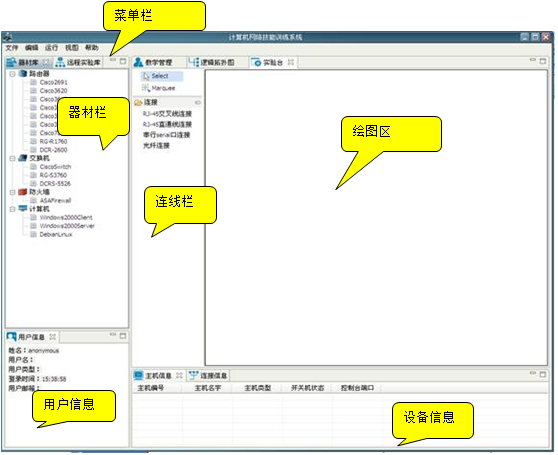 菜单栏
计算机网络技能训练系统
文件 编辑 运行 视图 帮助
器材库 远程实验库
教学管理 逻辑拓扑图 实验台
路由器
Cisco2691
Cisco3620
RG-R1760
DCR-2600
交换机
CiscoSwitch
RG-S3760
DCRS-5526
防火墙
ASAFirewall
计算机
Windows2000Client
Windows2000Server
DebianLinux
器材栏
Select
Marquee
连接
RJ-45交叉线连接
RJ-45直通线连接
串行serial口连接
光纤连接
连线栏
绘图区
用户信息
姓名：anonymous
用户名：
用户类型：
登录时间：15:38:58
用户邮箱：
用户信息
主机信息 连接信息
主机编号 主机名字 主机类型 开关机状态 控制台端口
设备信息